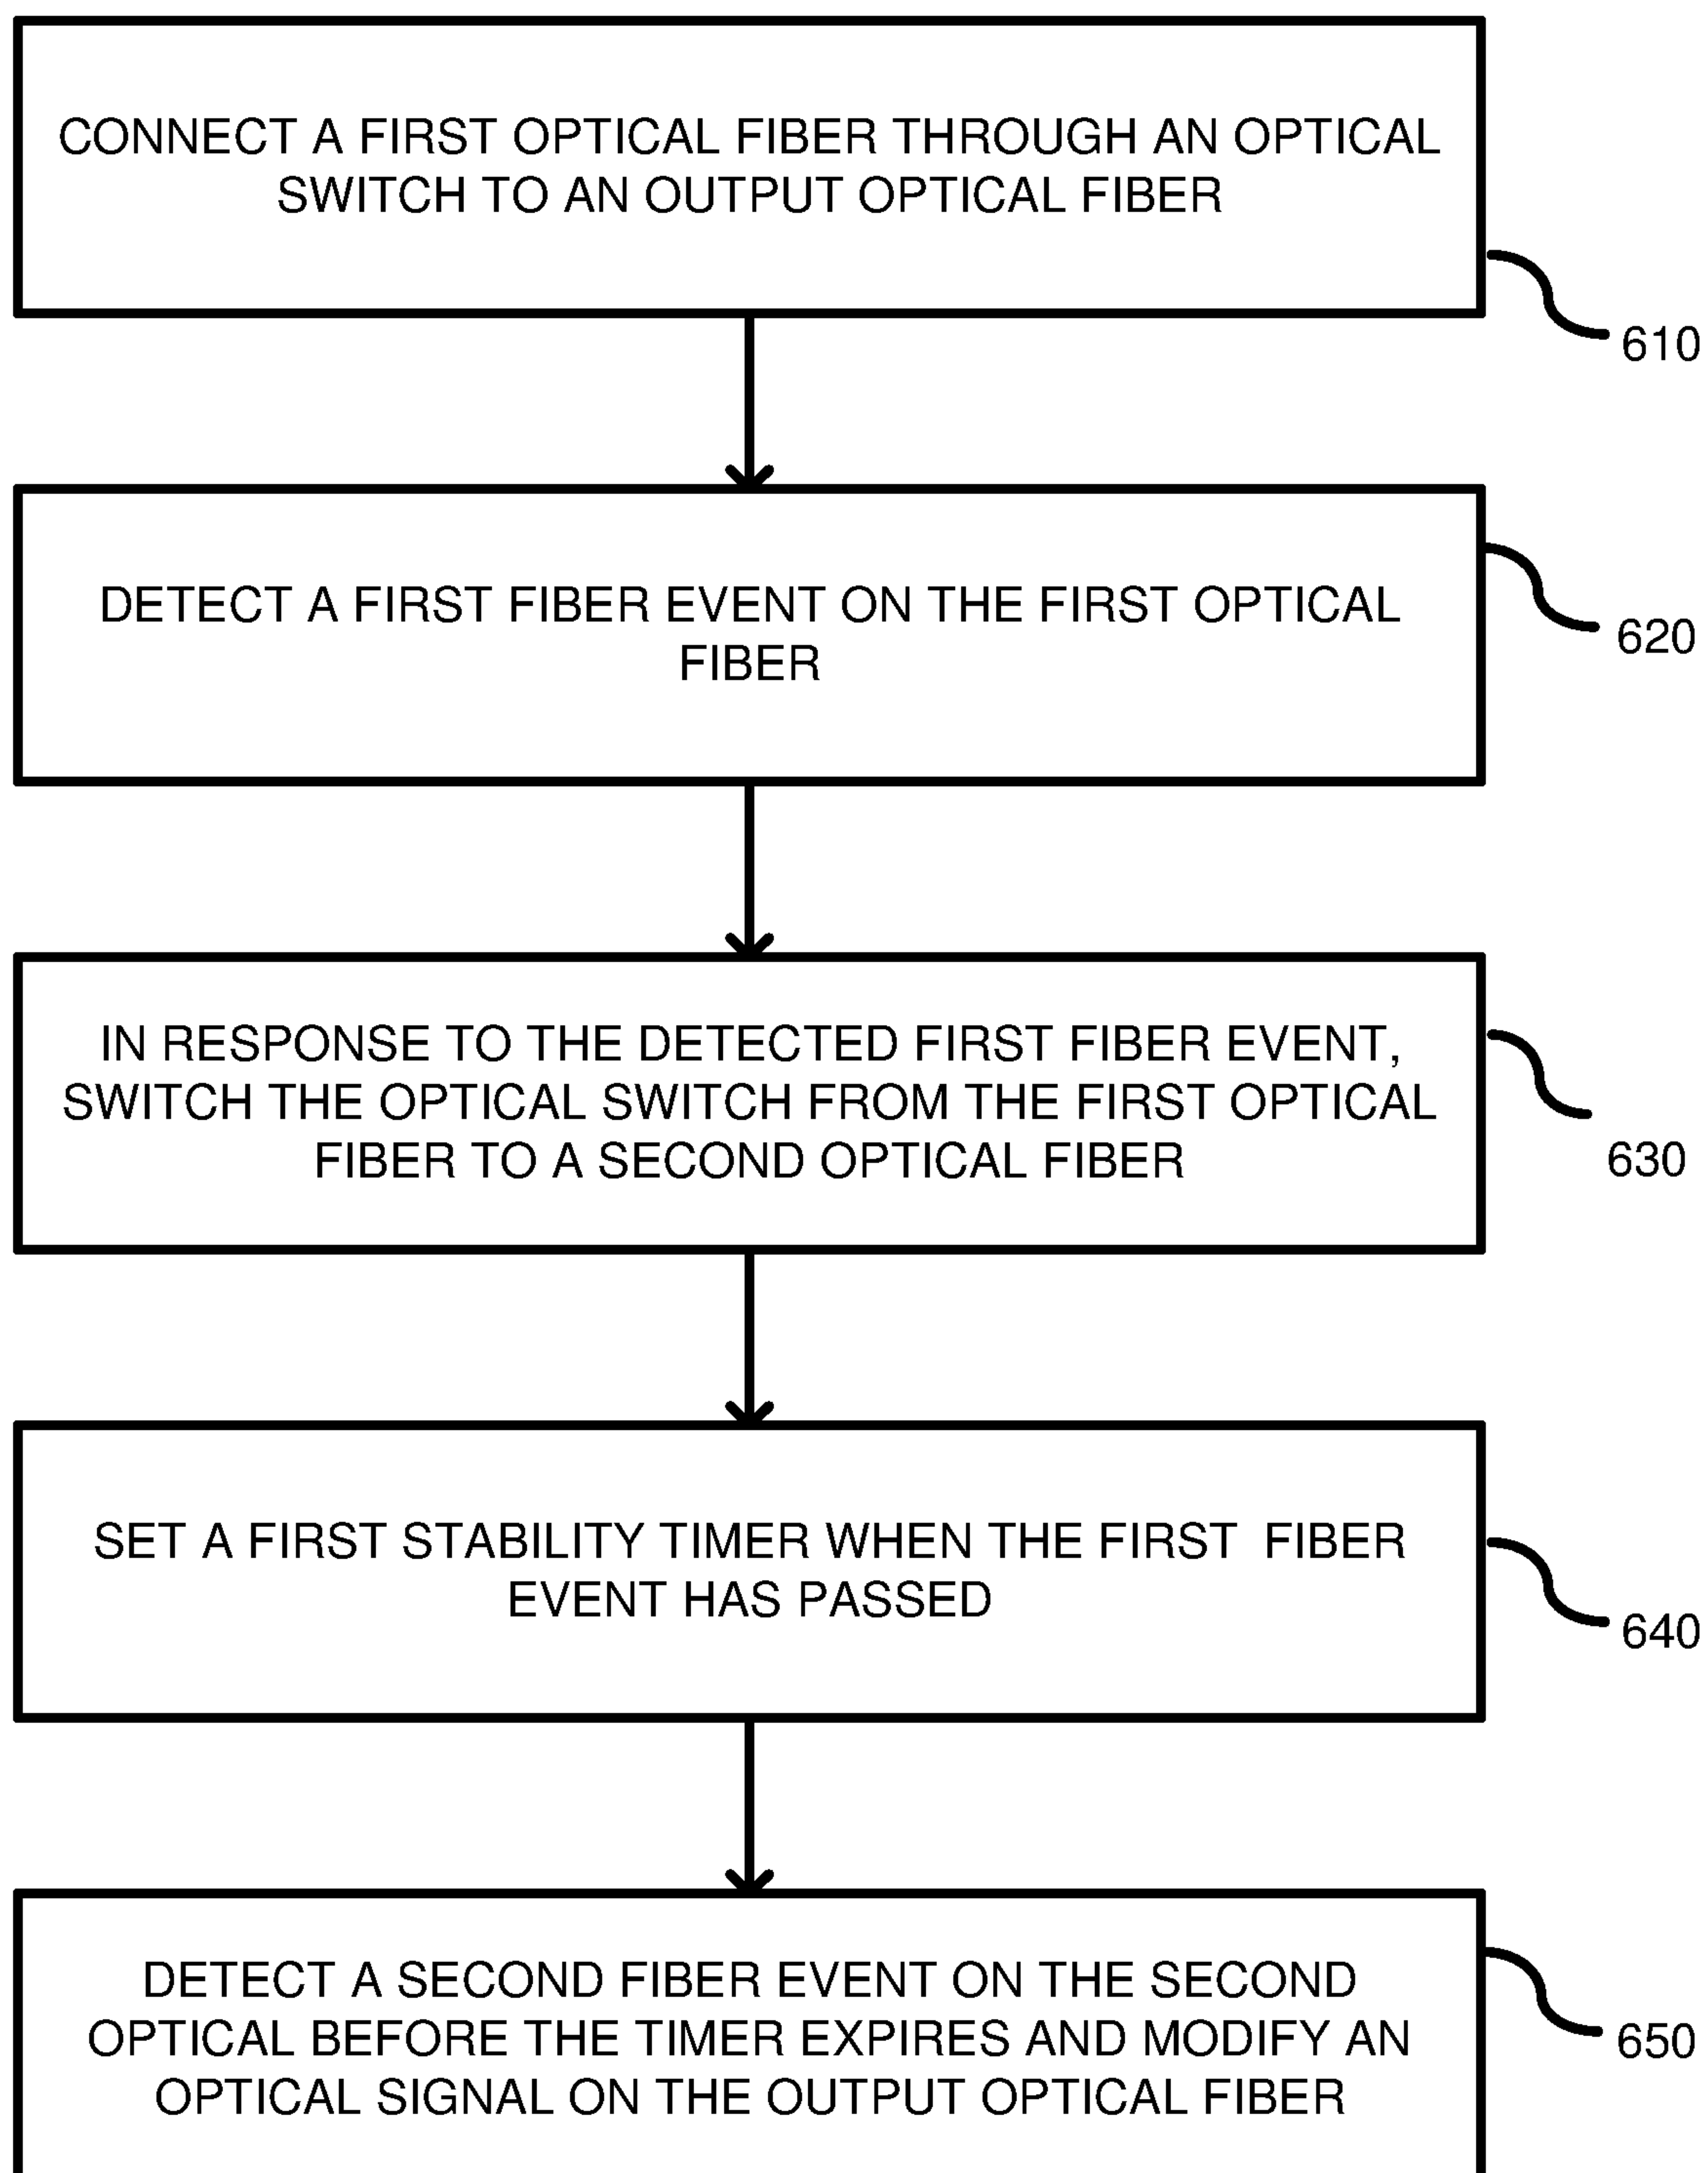 CONNECT A FIRST OPTICAL FIBER THROUGH AN OPTICAL
SWITCH TO AN OUTPUT OPTICAL FIBER
610
DETECT A FIRST FIBER EVENT ON THE FIRST OPTICAL
FIBER
620
IN RESPONSE TO THE DETECTED FIRST FIBER EVENT,
SWITCH THE OPTICAL SWITCH FROM THE FIRST OPTICAL
FIBER TO A SECOND OPTICAL FIBER
630
SET A FIRST STABILITY TIMER WHEN THE FIRST FIBER
EVENT HAS PASSED
640
DETECT A SECOND FIBER EVENT ON THE SECOND
OPTICAL BEFORE THE TIMER EXPIRES AND MODIFY AN
OPTICAL SIGNAL ON THE OUTPUT OPTICAL FIBER
650